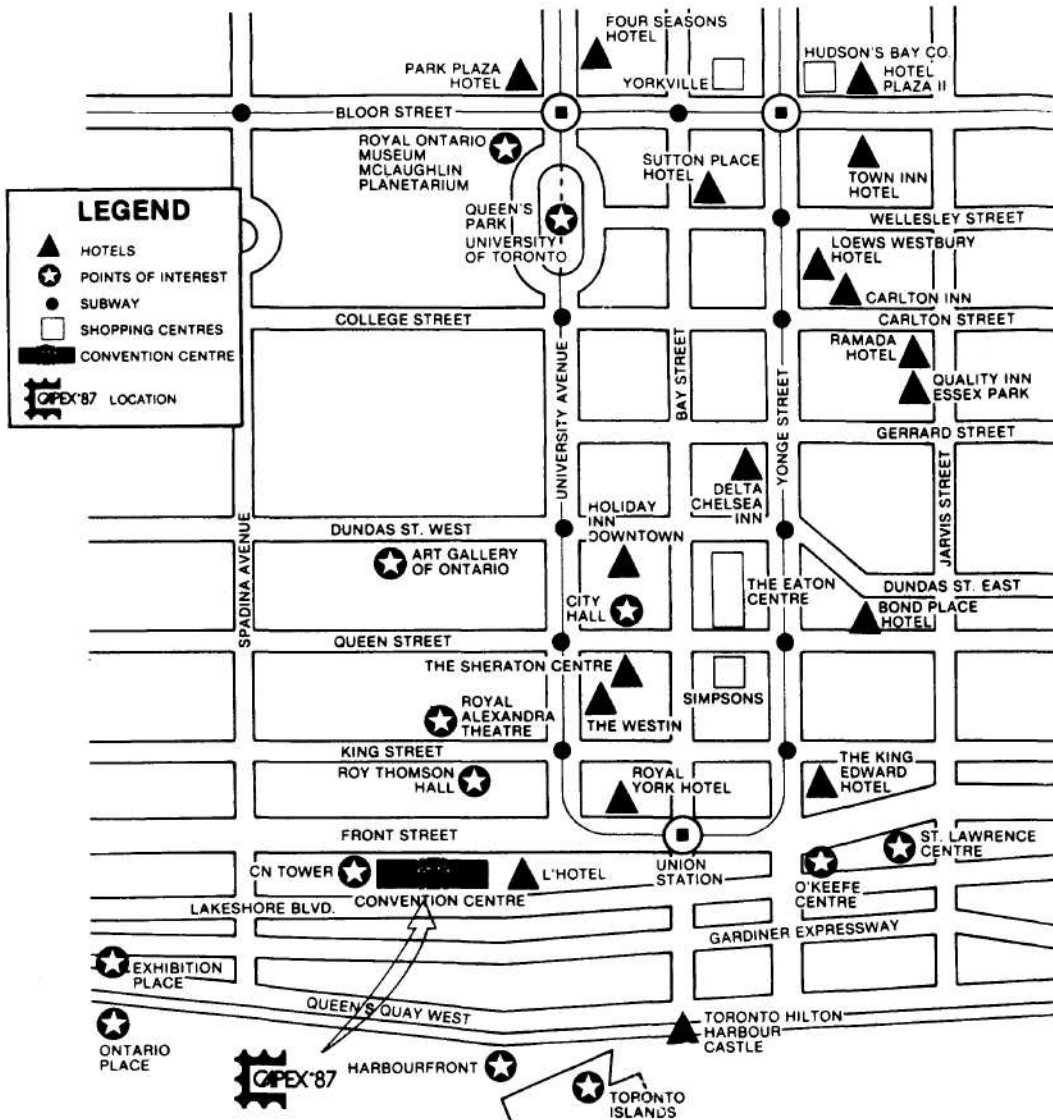 FOUR SEASONS
HOTEL
PARK PLAZA
HOTEL
YORKVILLE
HUDSON'S BAY CO.
HOTEL
PLAZA II
BLOOR STREET
ROYAL ONTARIO
MUSEUM
MCLAUGHLIN
PLANETARIUM
SUTTON PLACE
HOTEL
TOWN INN
HOTEL
LEGEND
HOTELS
POINTS OF INTEREST
SUBWAY
SHOPPING CENTRES
CONVENTION CENTRE
CAPEX'87 LOCATION
QUEEN'S
PARK
UNIVERSITY
OF TORONTO
WELLESLEY STREET
LOEWS WESTBURY
HOTEL
CARLTON INN
COLLEGE STREET
CARLTON STREET
UNIVERSITY AVENUE
BAY STREET
YONGE STREET
RAMADA
HOTEL
QUALITY INN
ESSEX PARK
GERRARD STREET
JARVIS STREET
SPADINA AVENUE
DELTA
CHELSEA
INN
HOLIDAY
INN
DOWNTOWN
DUNDAS ST. WEST
ART GALLERY
OF ONTARIO
CITY
HALL
THE EATON
CENTRE
DUNDAS ST. EAST
BOND PLACE
HOTEL
QUEEN STREET
THE SHERATON CENTRE
SIMPSONS
ROYAL
ALEXANDRA
THEATRE
THE WESTIN
KING STREET
ROY THOMSON
HALL
ROYAL
YORK HOTEL
THE KING
EDWARD
HOTEL
FRONT STREET
ST. LAWRENCE
CENTRE
CN TOWER
L'HOTEL
UNION
STATION
O'KEEFE
CENTRE
CONVENTION CENTRE
LAKESHORE BLVD.
GARDINER EXPRESSWAY
EXHIBITION
PLACE
QUEEN'S QUAY WEST
ONTARIO
PLACE
TORONTO HILTON
HARBOUR
CASTLE
CAPEX'87
HARBOURFRONT
TORONTO
ISLANDS